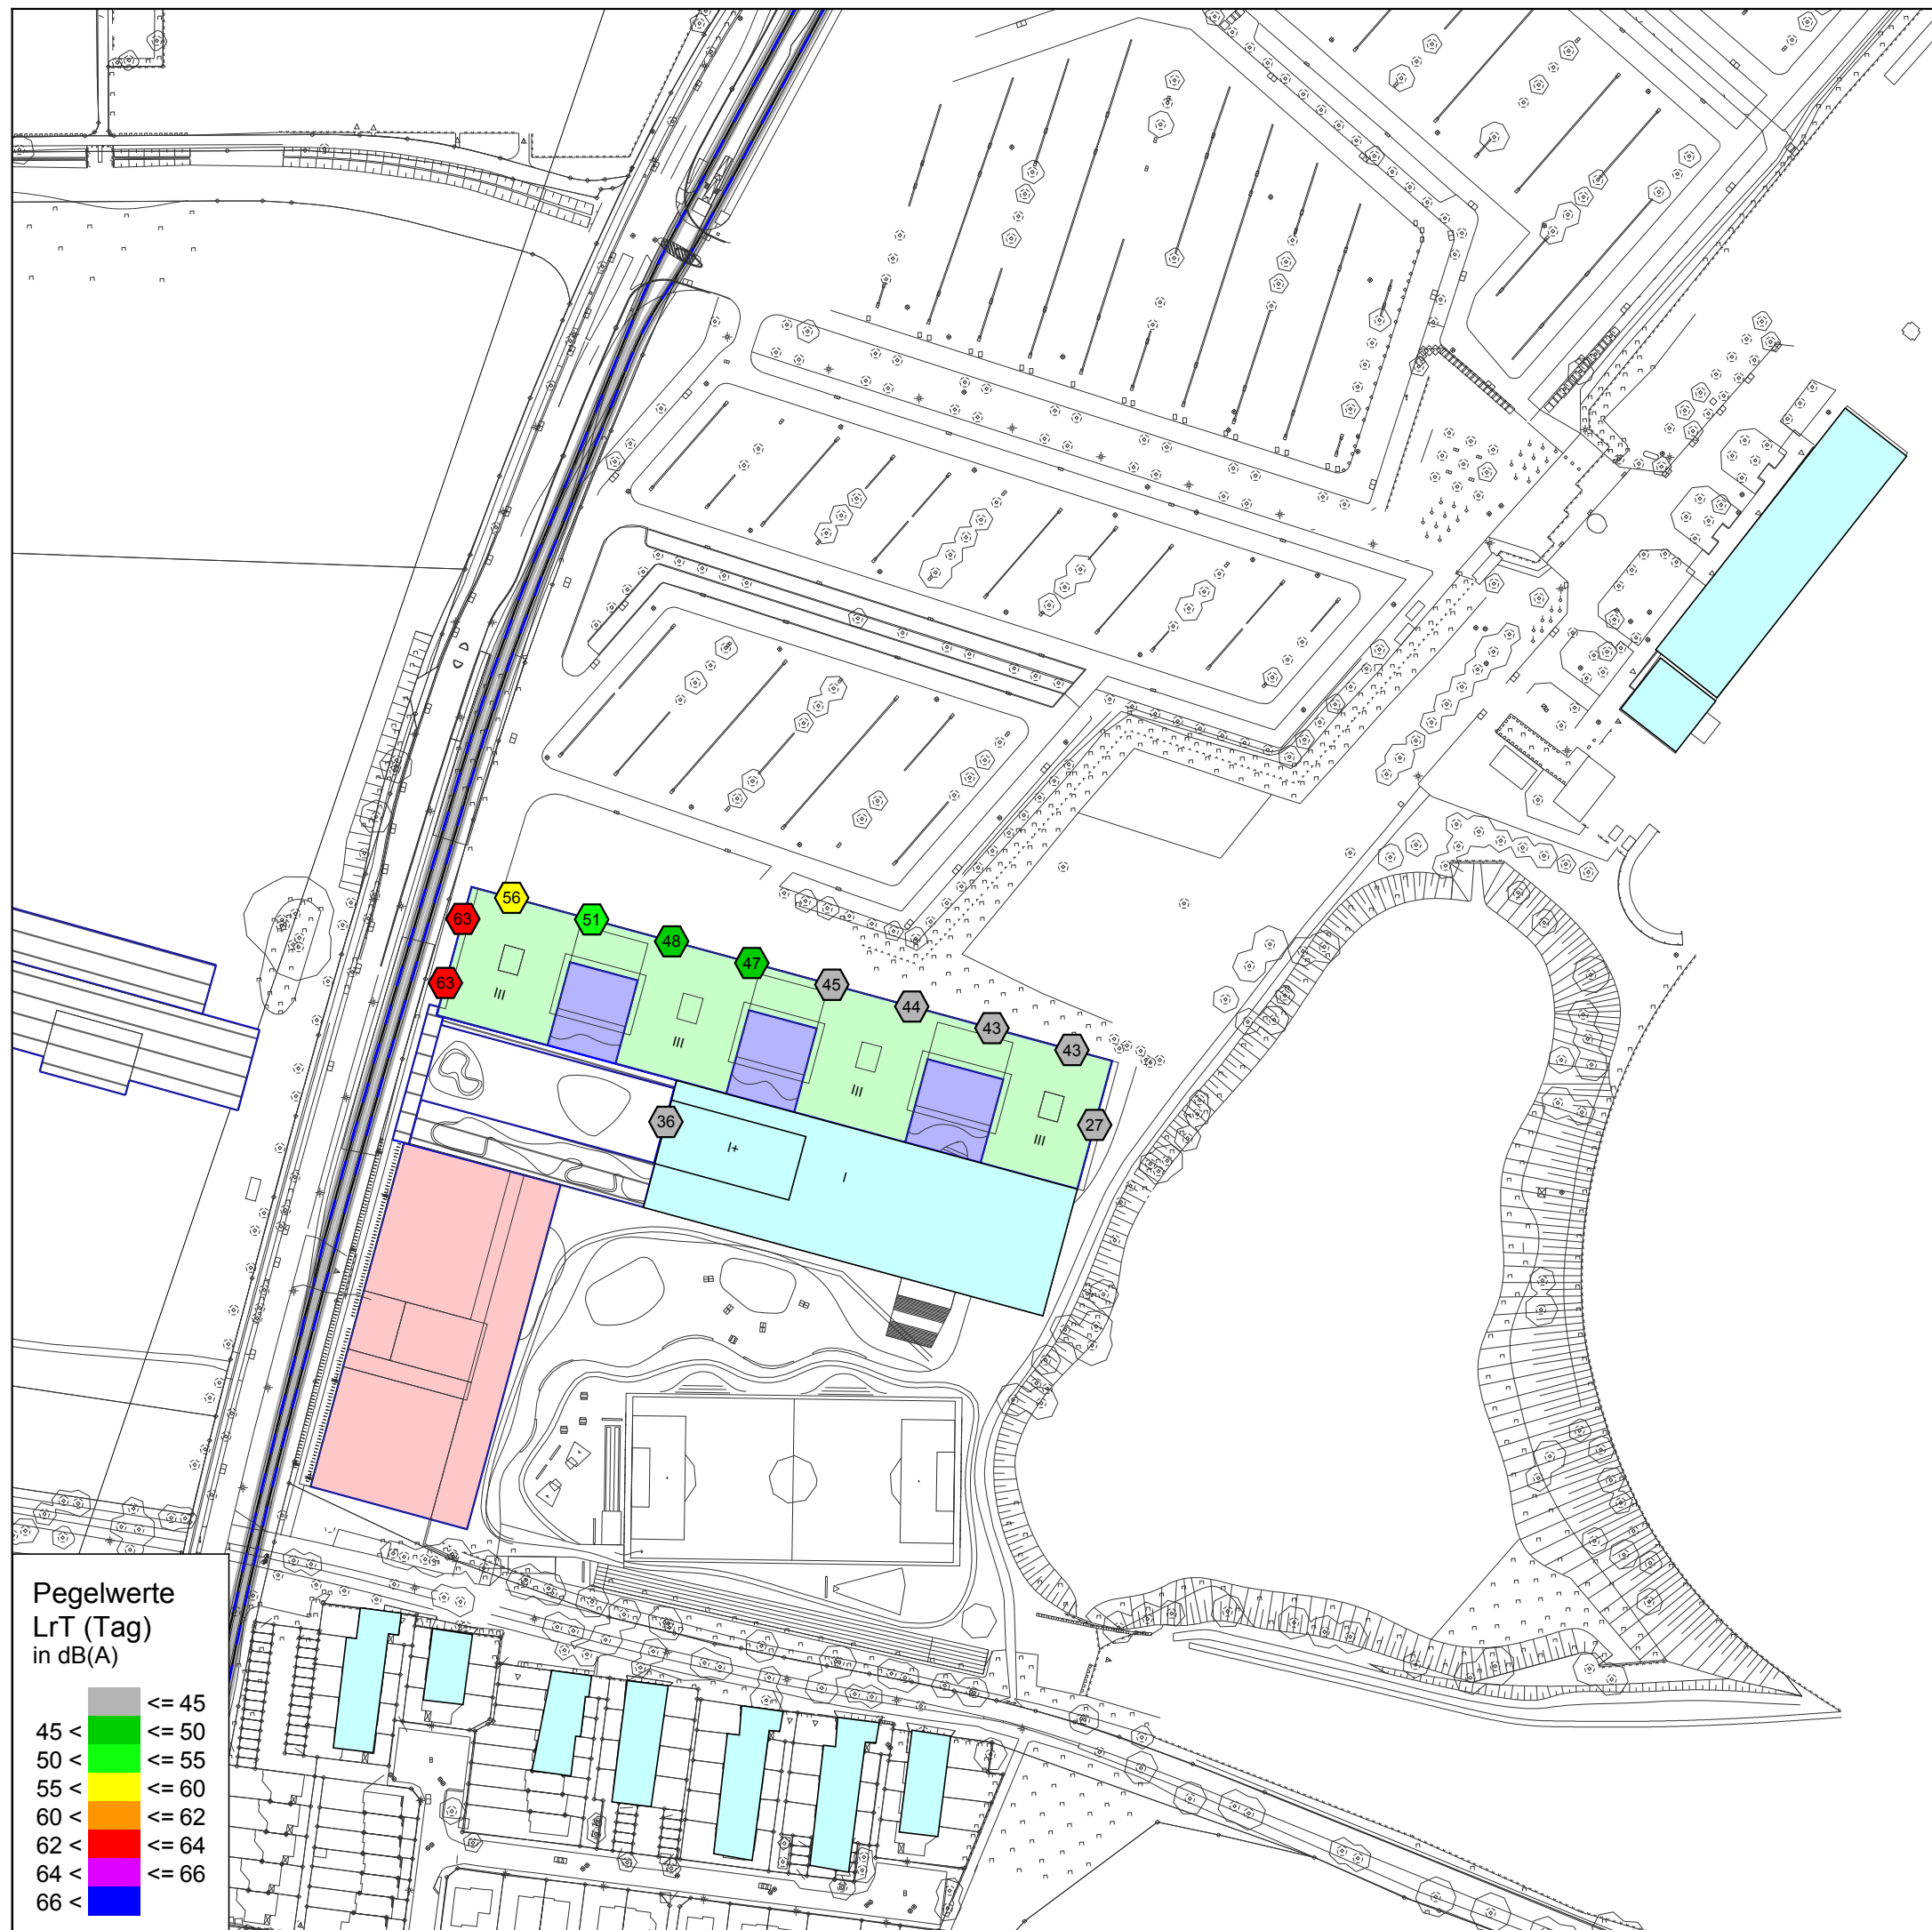 56
63
51
48
47
63
45
44
43
43
III
III
III
III
36
27
I+
I
Pegelwerte
LrT (Tag)
in dB(A)
<= 45
45 < <= 50
50 < <= 55
55 < <= 60
60 < <= 62
62 < <= 64
64 < <= 66
66 <